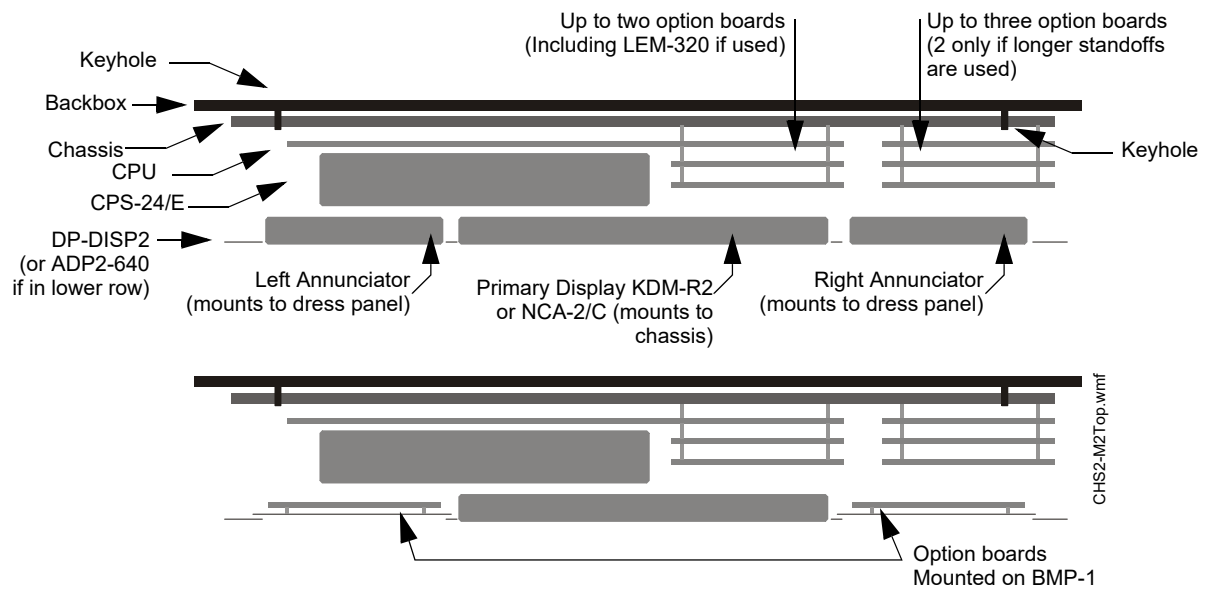 Up to two option boards
(Including LEM-320 if used)
Up to three option boards
(2 only if longer standoffs
are used)
Keyhole
Backbox
Chassis
CPU
CPS-24/E
Keyhole
DP-DISP2
(or ADP2-640
if in lower row)
Left Annunciator
(mounts to dress panel)
Primary Display KDM-R2
or NCA-2/C (mounts to
chassis)
Right Annunciator
(mounts to dress panel)
CHS2-M2Top.wmf
Option boards
Mounted on BMP-1